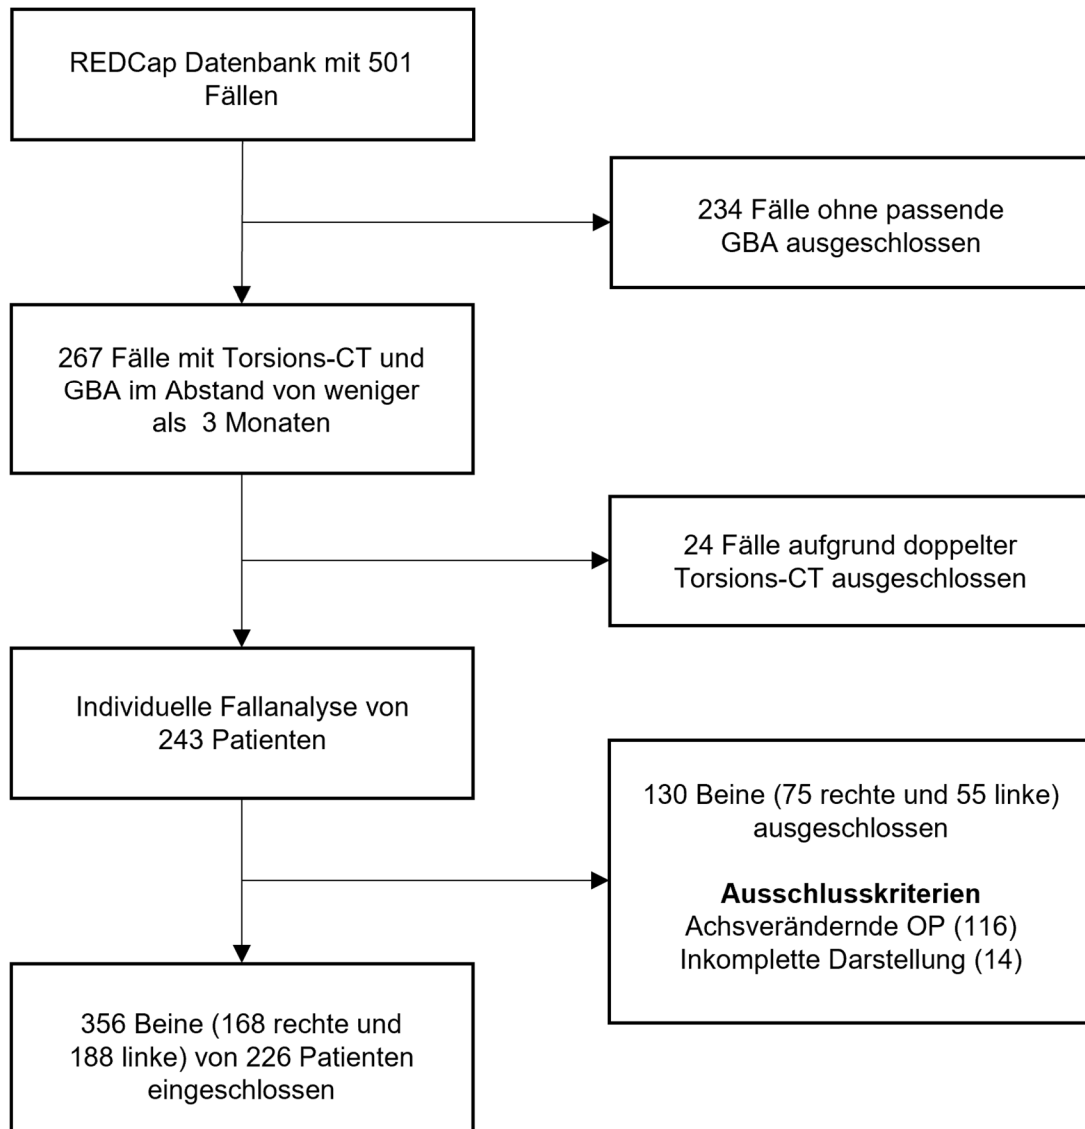 REDCap Datenbank mit 501
Fällen
234 Fälle ohne passende
GBA ausgeschlossen
267 Fälle mit Torsions-CT und
GBA im Abstand von weniger
als  3 Monaten
24 Fälle aufgrund doppelter
Torsions-CT ausgeschlossen
Individuelle Fallanalyse von
243 Patienten
130 Beine (75 rechte und 55 linke)
ausgeschlossen
Ausschlusskriterien
Achsverändernde OP (116)
Inkomplette Darstellung (14)
356 Beine (168 rechte und
188 linke) von 226 Patienten
eingeschlossen